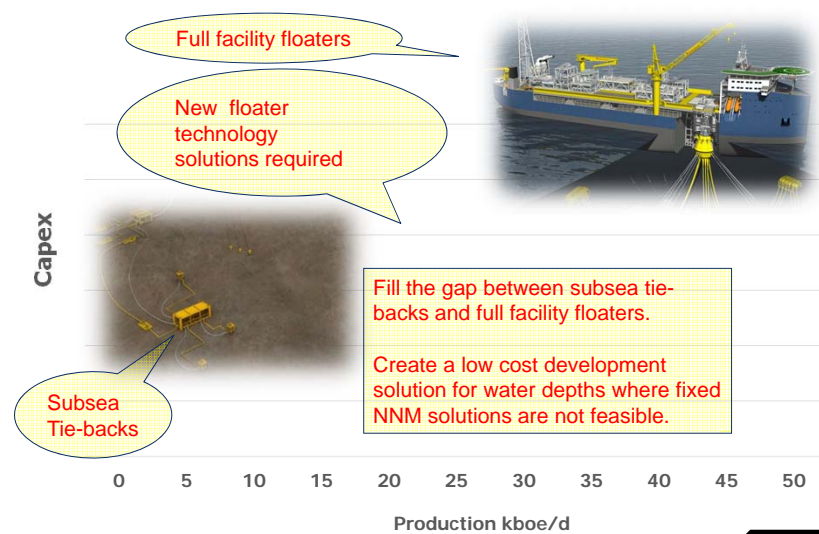 Full facility floaters
New floater
technology
solutions required
Capex
Fill the gap between subsea tie-
backs and full facility floaters.
Create a low cost development
solution for water depths where fixed
NNM solutions are not feasible.
Subsea
Tie-backs
0 5 10 15 20 25 30 35 40 45 50
Production kboe/d